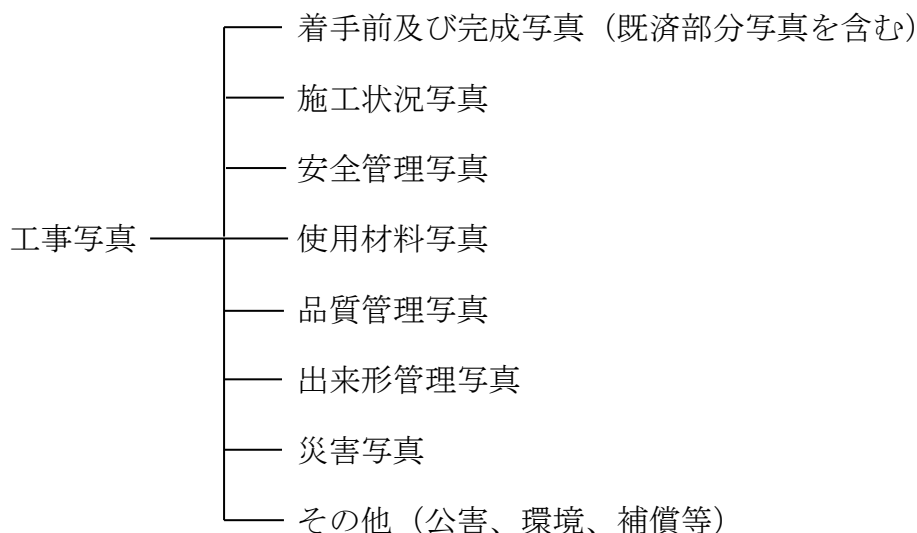 着手前及び完成写真（既済部分写真を含む）
施工状況写真
安全管理写真
工事写真
使用材料写真
品質管理写真
出来形管理写真
災害写真
その他（公害、環境、補償等）